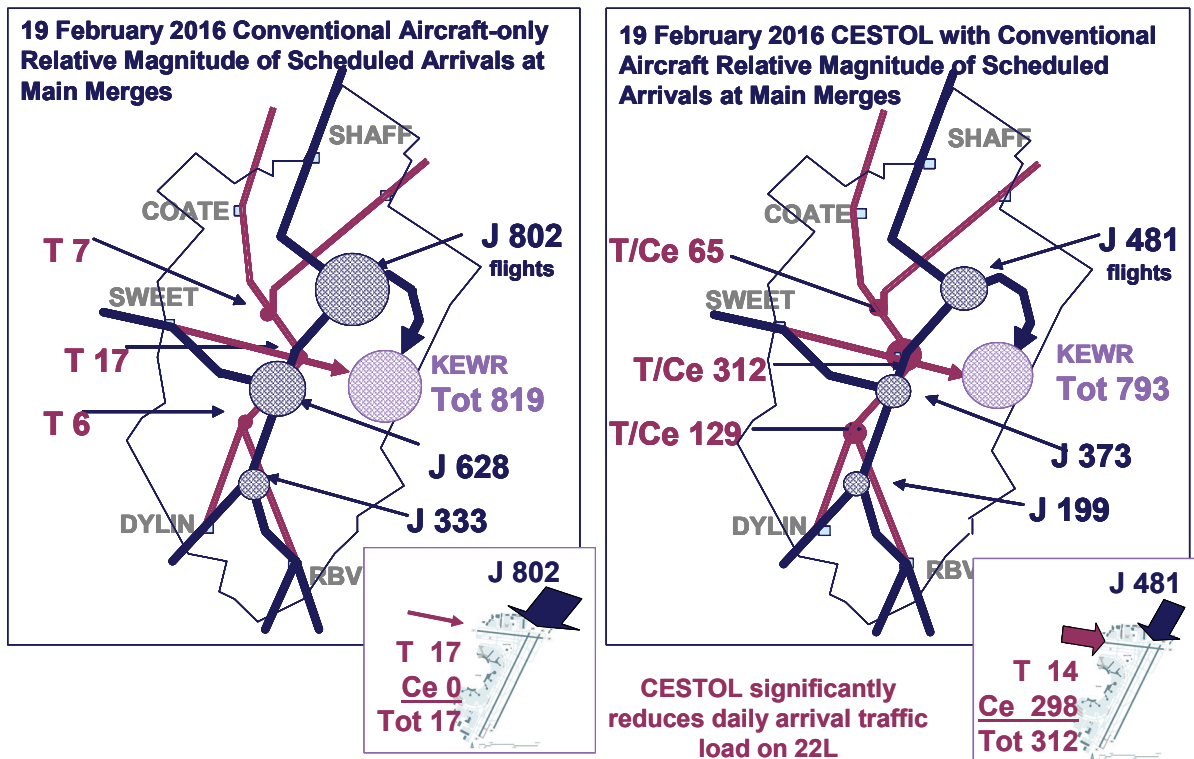 19 February 2016 Conventional Aircraft-only
Relative Magnitude of Scheduled Arrivals at
Main Merges
SHAFF
COATE
T 7
J 802
flights
SWEET
T 17
KEWR
Tot 819
T 6
J 628
DYLIN
J 333
RBV
J 802
T 17
Ce 0
Tot 17
19 February 2016 CESTOL with Conventional
Aircraft Relative Magnitude of Scheduled
Arrivals at Main Merges
SHAFF
COATE
T/Ce 65
J 481
flights
SWEET
T/Ce 312
KEWR
Tot 793
T/Ce 129
J 373
J 199
DYLIN
RBV
J 481
T 14
Ce 298
Tot 312
CESTOL significantly
reduces daily arrival traffic
load on 22L